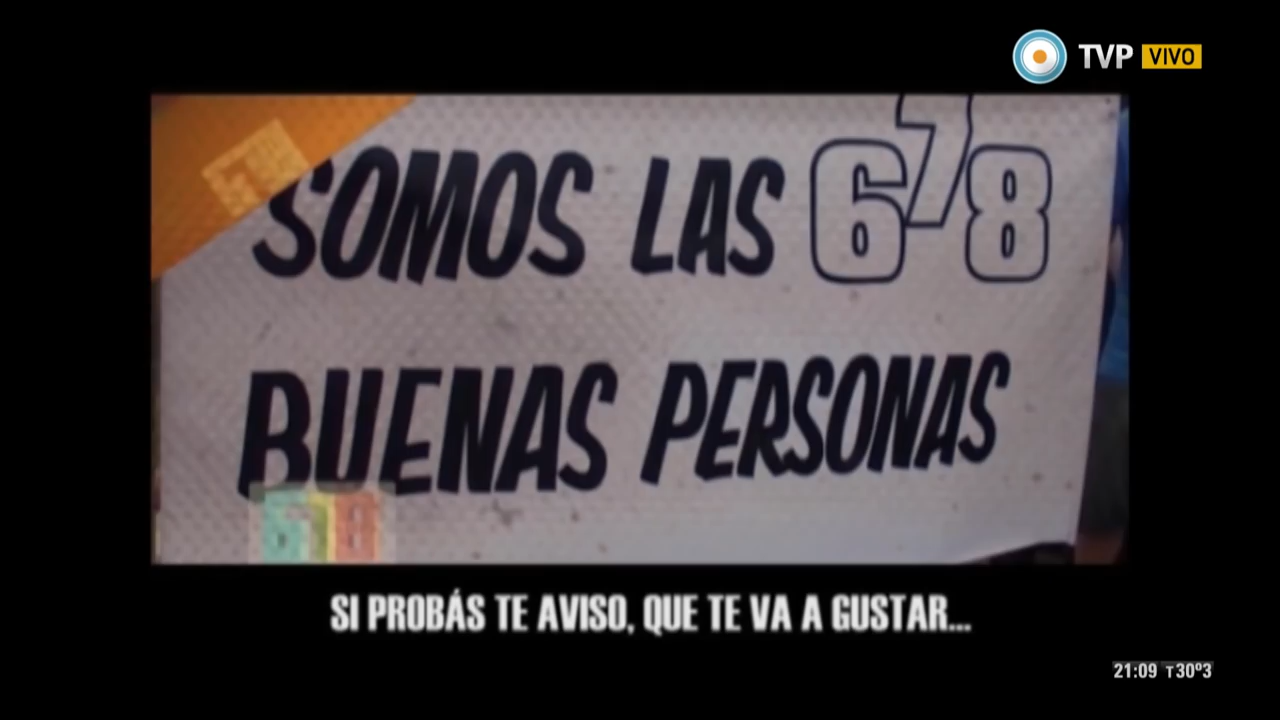 TVP VIVO
SOMOS LAS 678
BUENAS PERSONAS
678
SI PROBÁS TE AVISO, QUE TE VA A GUSTAR...
21:09 T30º3